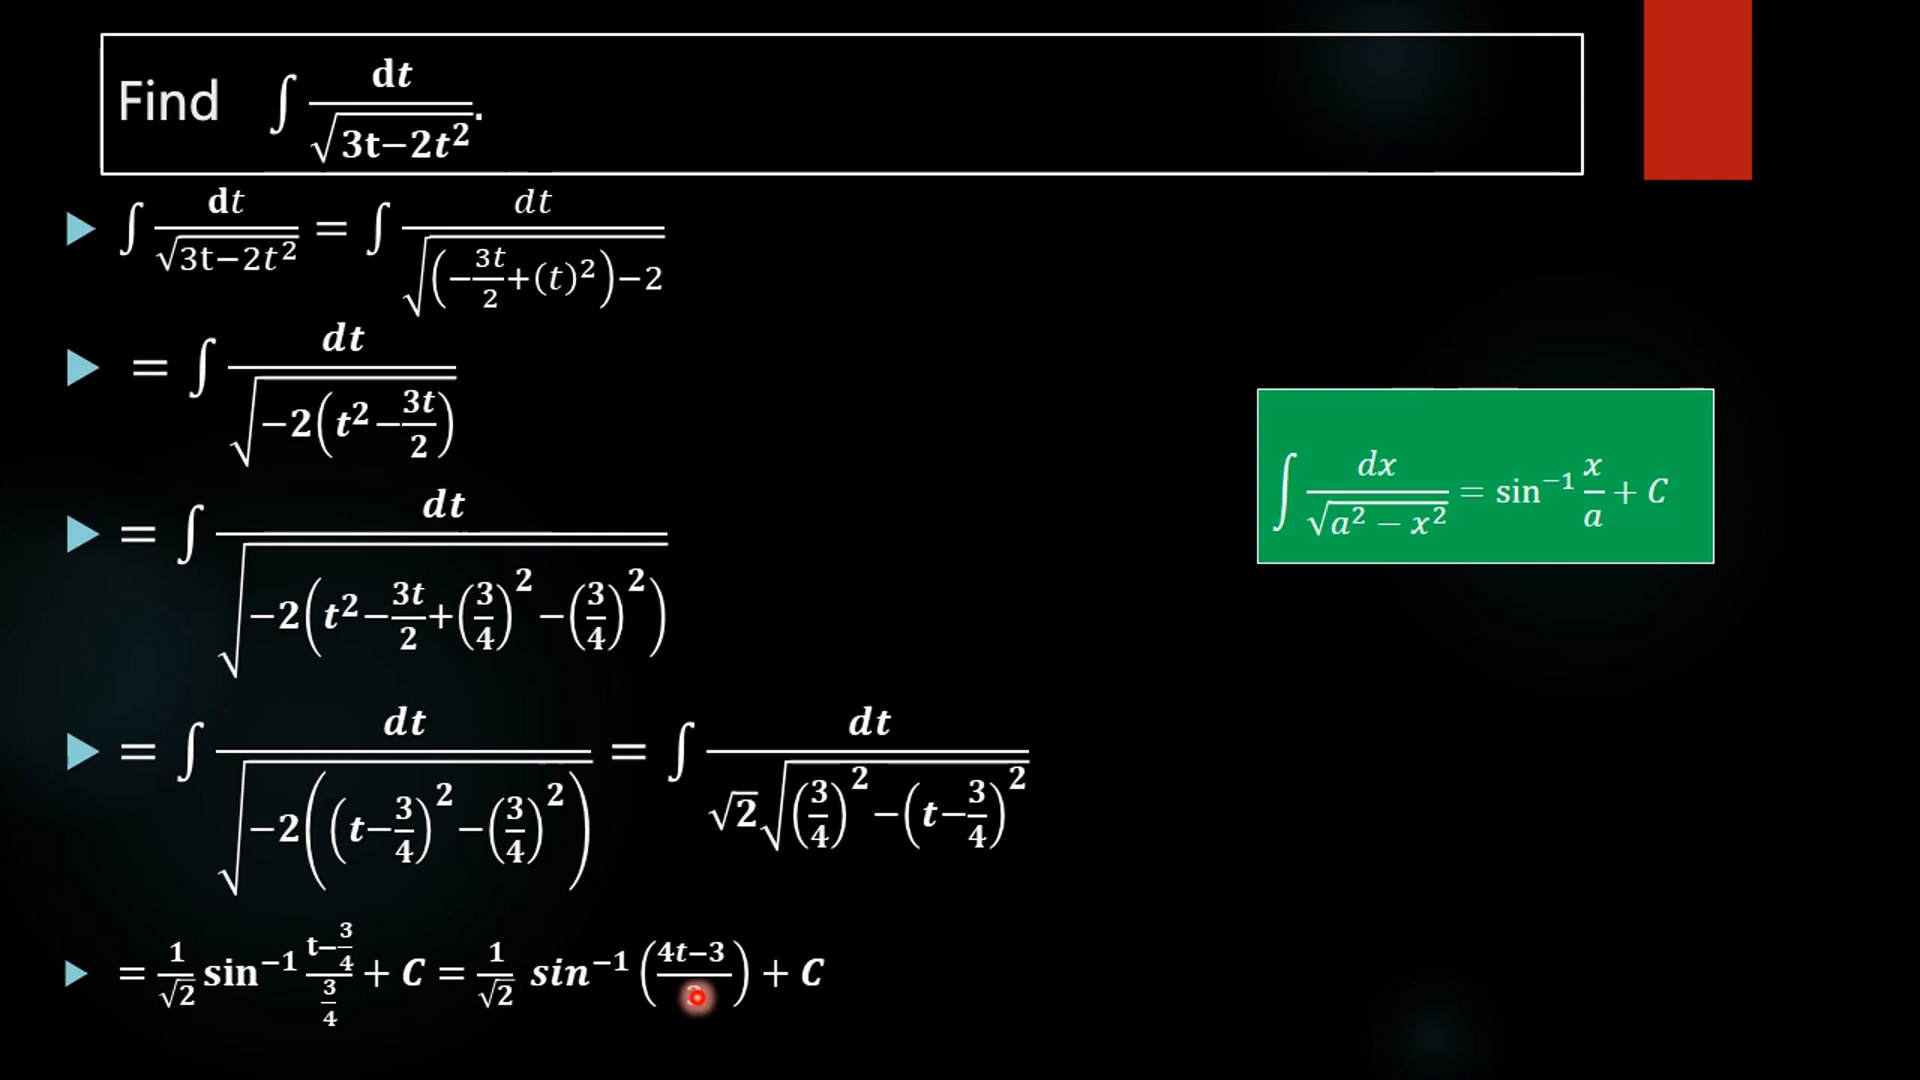 Find ∫ dt/√(3t−2t²).
∫ dt/√(3t−2t²) = ∫ dt/√((−3t/2+(t)²)−2)
= ∫ dt/√(−2(t²−3t/2))
∫ dx/√(a² − x²) = sin⁻¹ x/a + C
= ∫ dt/√(−2(t²−3t/2+(3/4)²−(3/4)²))
= ∫ dt/√(−2((t−3/4)²−(3/4)²)) = ∫ dt/(√2√((3/4)²−(t−3/4)²))
= 1/√2 sin⁻¹ (t−3/4)/(3/4) + C = 1/√2 sin⁻¹ ((4t−3)/) + C